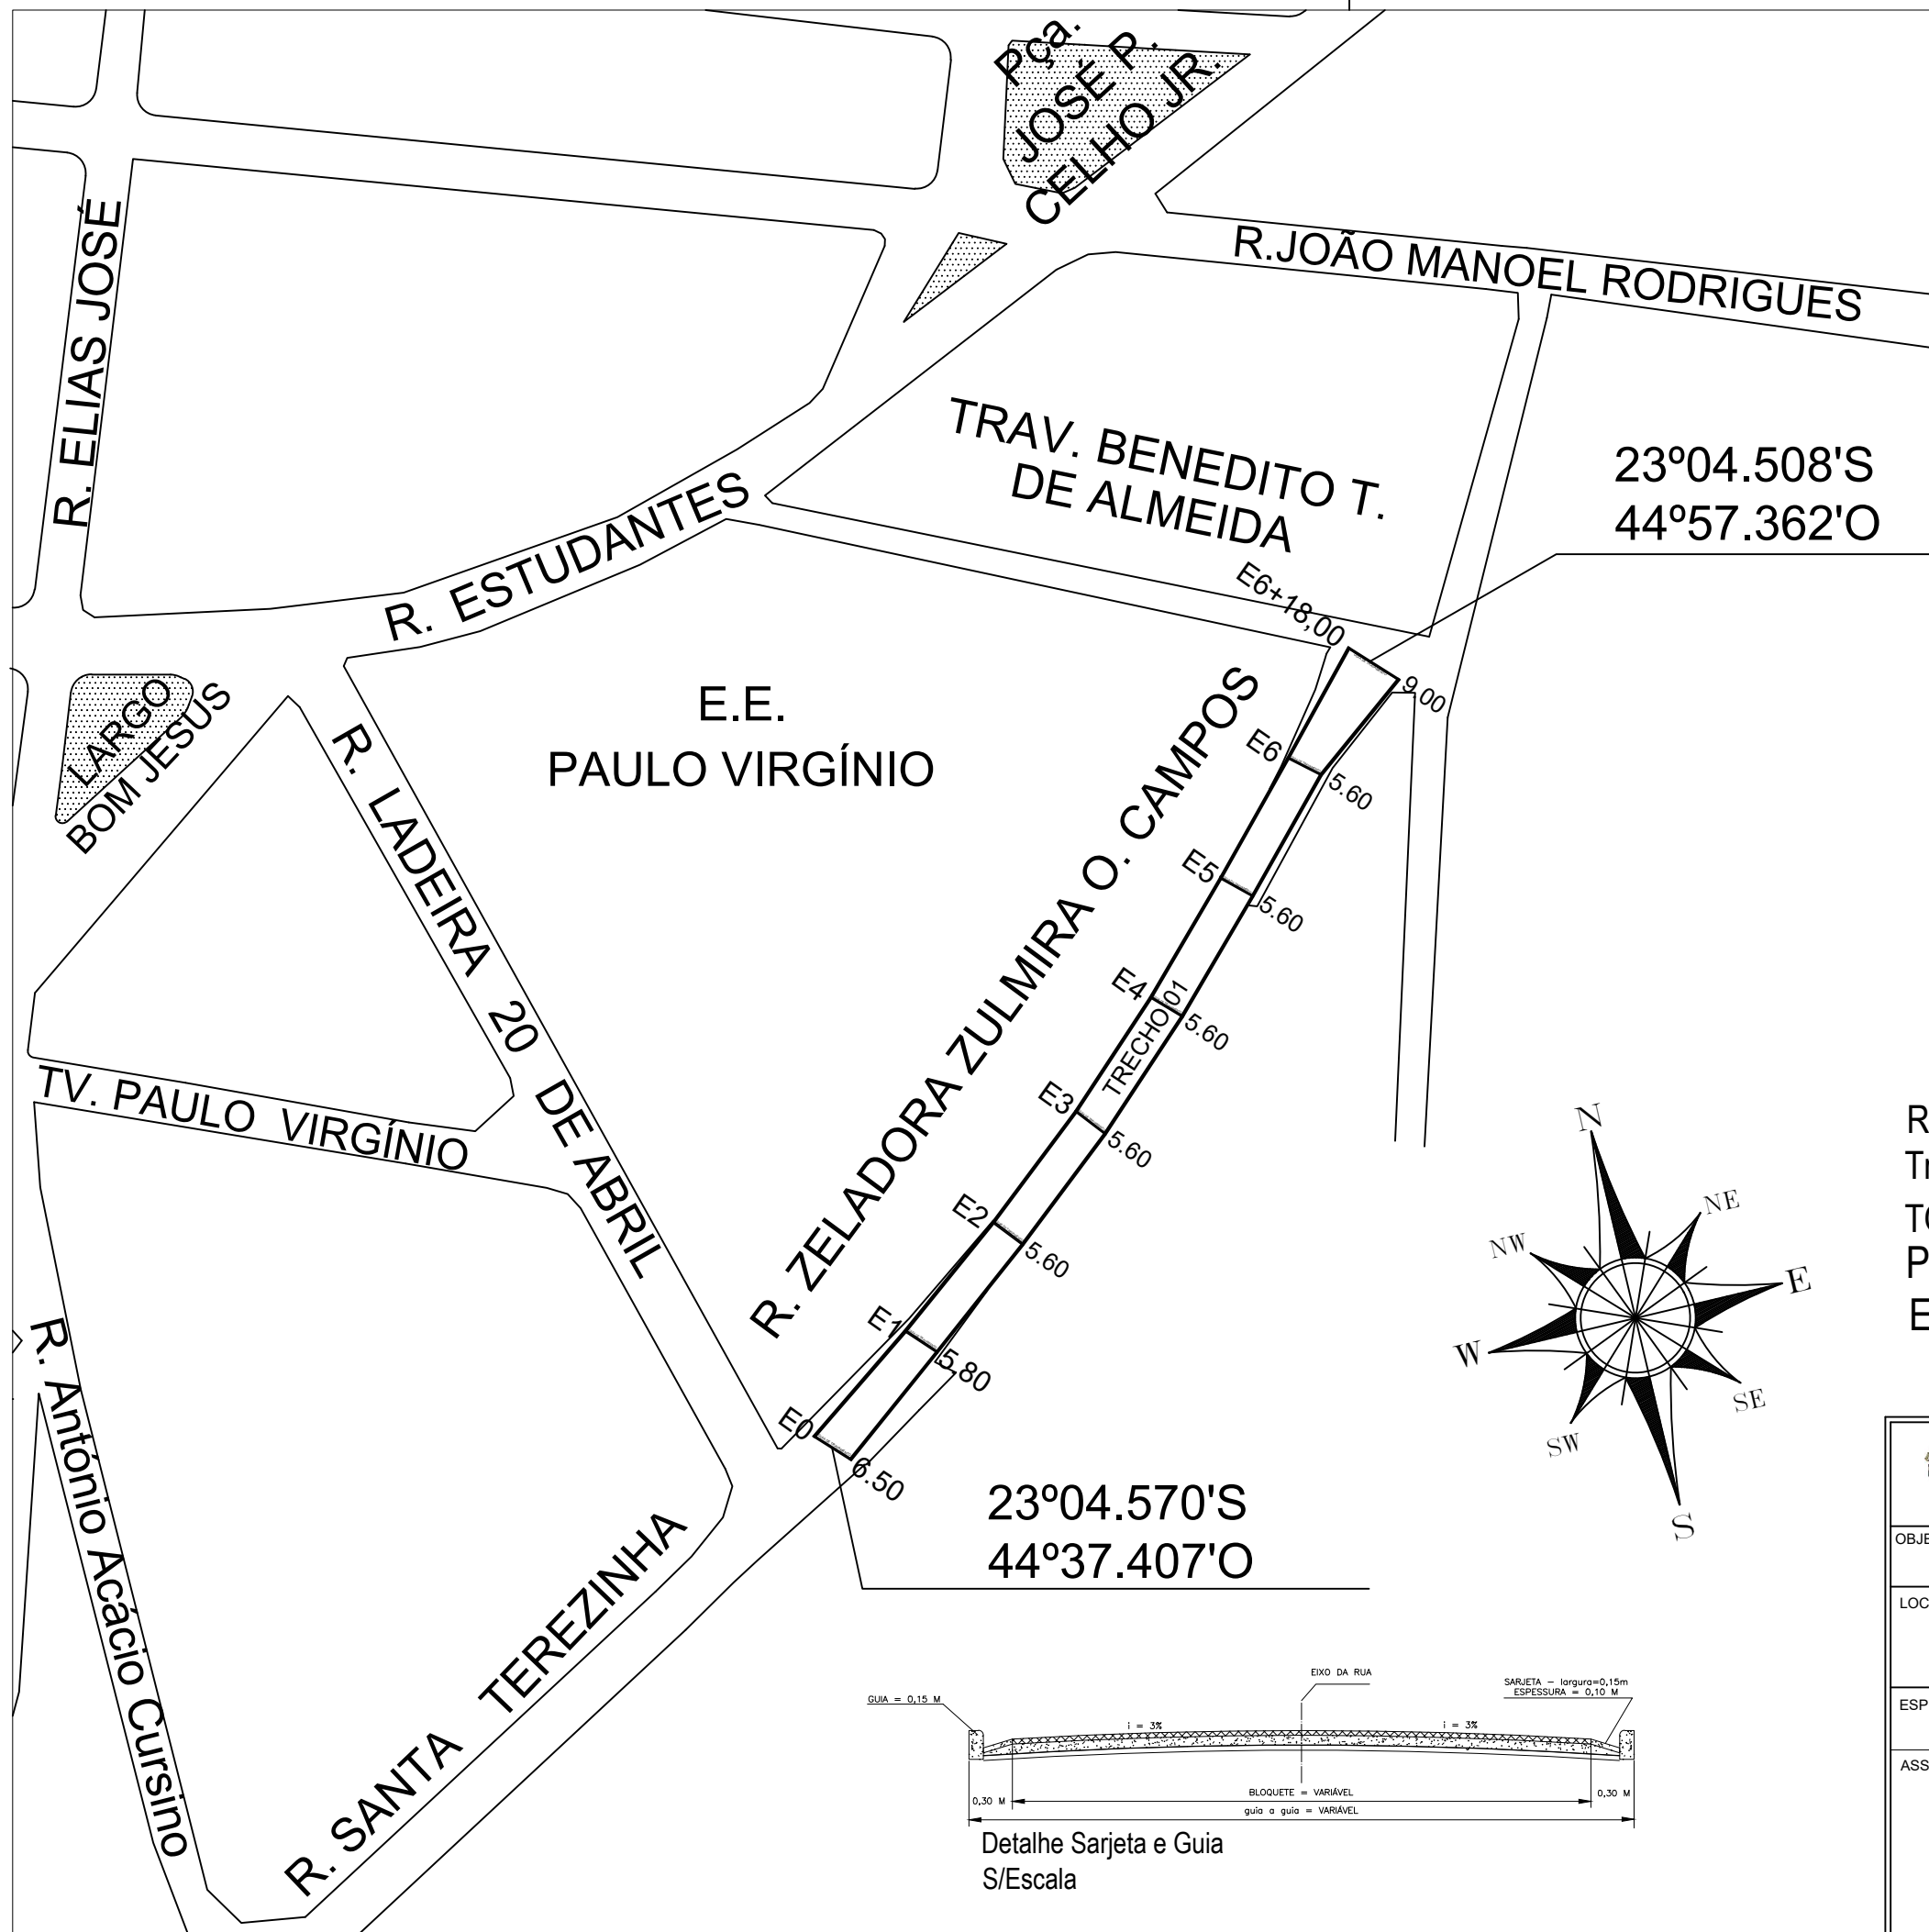 Pça.
JOSÉ P.
CELHO JR.
R.JOÃO MANOEL RODRIGUES
R. ELIAS JOSÉ
TRAV. BENEDITO T.
DE ALMEIDA
23º04.508'S
44º57.362'O
R. ESTUDANTES
E6+18,00
9,00
E.E.
PAULO VIRGÍNIO
LARGO
BOM JESUS
R. LADEIRA 20 DE ABRIL
R. ZELADORA ZULMIRA O. CAMPOS
E6
5.60
E5
5.60
E4
5.60
TRECHO 01
E3
5.60
E2
5.60
E1
5.80
E0
6.50
TV. PAULO VIRGÍNIO
R. António Acácio Cursino
R. SANTA TEREZINHA
23º04.570'S
44º37.407'O
N
NE
E
SE
S
SW
W
NW
R
T
P
E
OBJE
LOC
ESP
ASS
EIXO DA RUA
GUIA = 0,15 M
SARJETA - largura=0,15m
ESPESSURA = 0,10 M
i = 3%
i = 3%
0,30 M
BLOQUETE = VARIÁVEL
0,30 M
guia a guia = VARIÁVEL
Detalhe Sarjeta e Guia
S/Escala